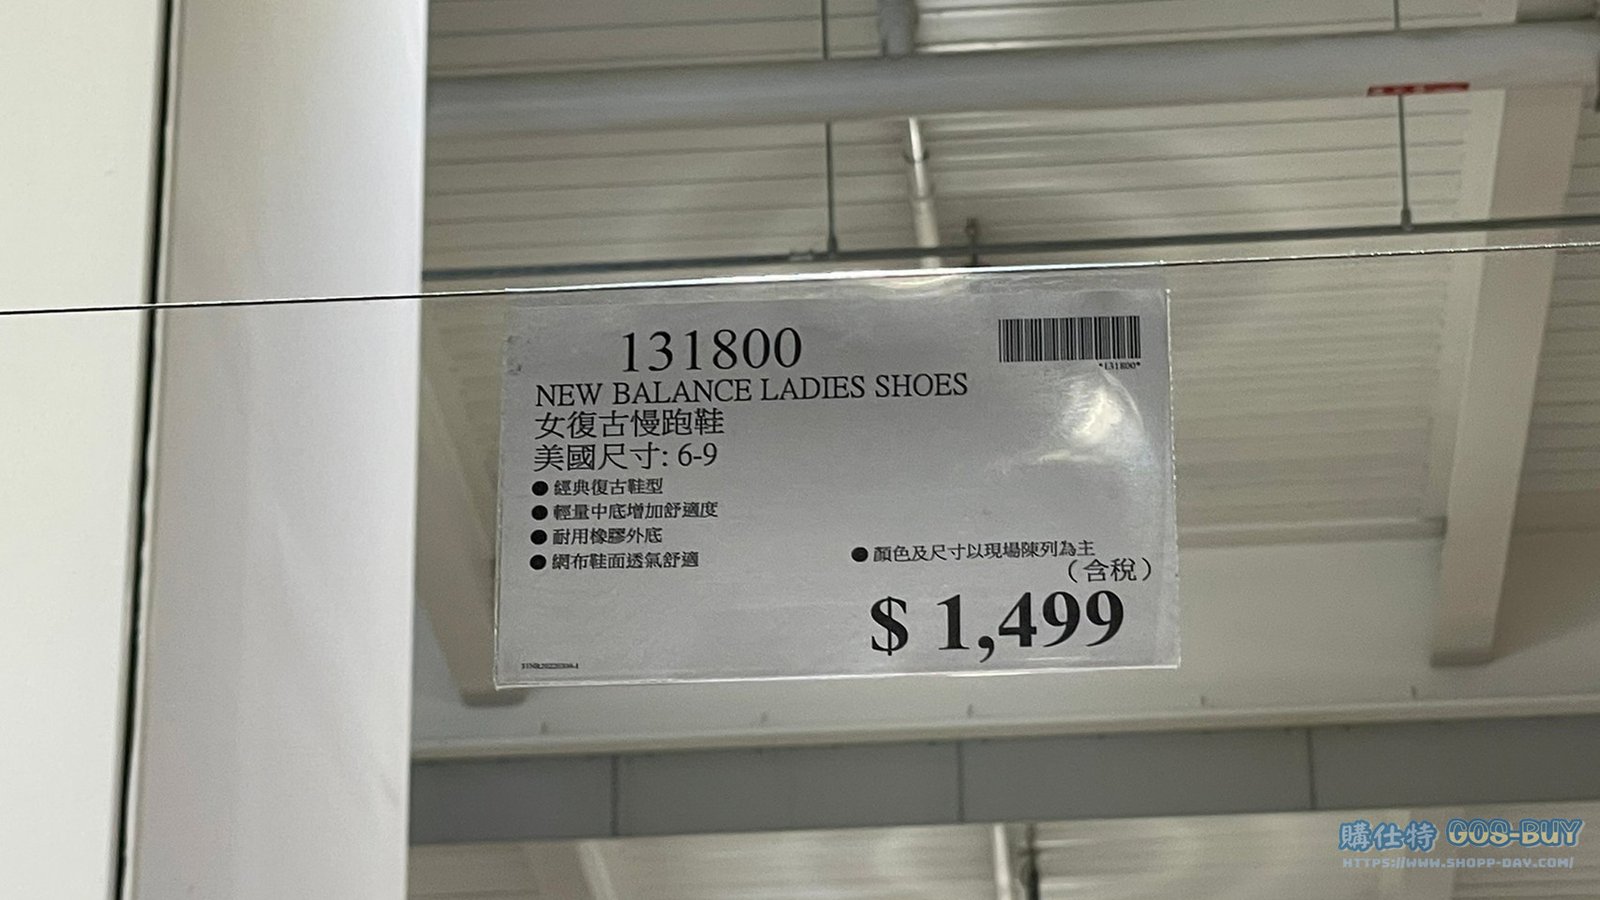 131800
*131800*
NEW BALANCE LADIES SHOES
女復古慢跑鞋
美國尺寸: 6-9
● 經典復古鞋型
● 輕量中底增加舒適度
● 耐用橡膠外底
● 網布鞋面透氣舒適
● 顏色及尺寸以現場陳列為主
（含稅）
$ 1,499
購仕特 GOS-BUY
HTTPS://WWW.SHOPP-DAY.COM/